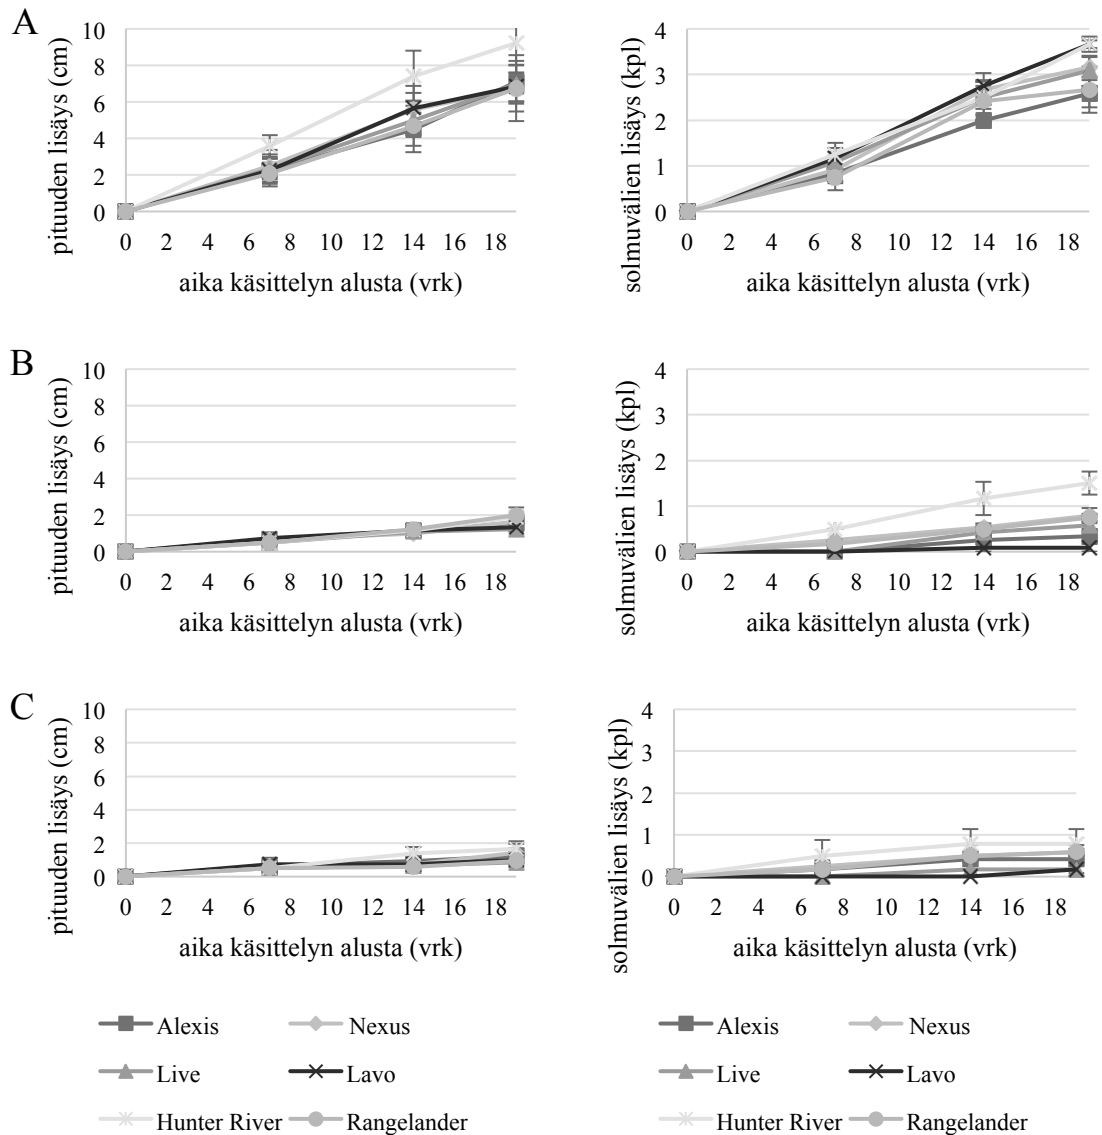 A
pituuden lisäys (cm)
10
8
6
4
2
0
0 2 4 6 8 10 12 14 16 18
aika käsittelyn alusta (vrk)
solmuvälien lisäys (kpl)
4
3
2
1
0
0 2 4 6 8 10 12 14 16 18
aika käsittelyn alusta (vrk)
B
pituuden lisäys (cm)
10
8
6
4
2
0
0 2 4 6 8 10 12 14 16 18
aika käsittelyn alusta (vrk)
solmuvälien lisäys (kpl)
4
3
2
1
0
0 2 4 6 8 10 12 14 16 18
aika käsittelyn alusta (vrk)
C
pituuden lisäys (cm)
10
8
6
4
2
0
0 2 4 6 8 10 12 14 16 18
aika käsittelyn alusta (vrk)
solmuvälien lisäys (kpl)
4
3
2
1
0
0 2 4 6 8 10 12 14 16 18
aika käsittelyn alusta (vrk)
Alexis Nexus
Live Lavo
Hunter River Rangelander
Alexis Nexus
Live Lavo
Hunter River Rangelander